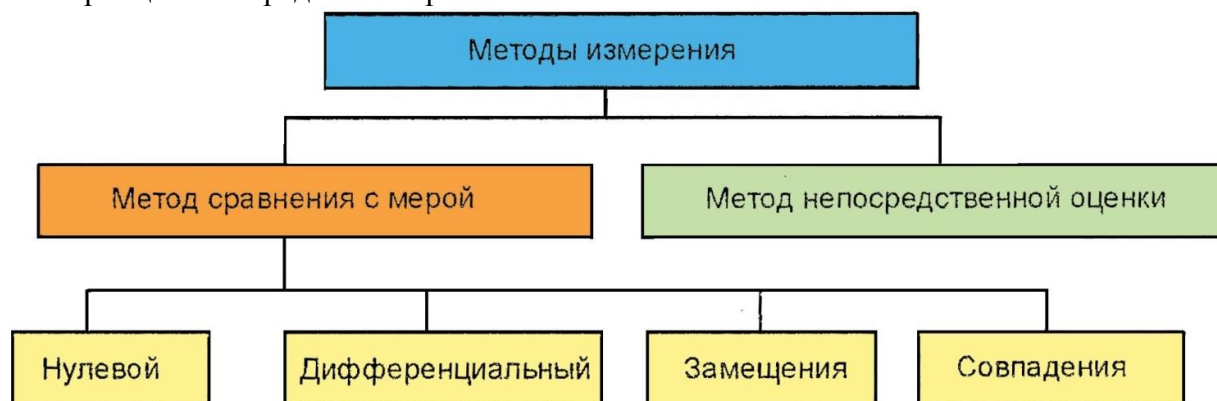 Методы измерения
Метод сравнения с мерой
Метод непосредственной оценки
Нулевой
Дифференциальный
Замещения
Совпадения